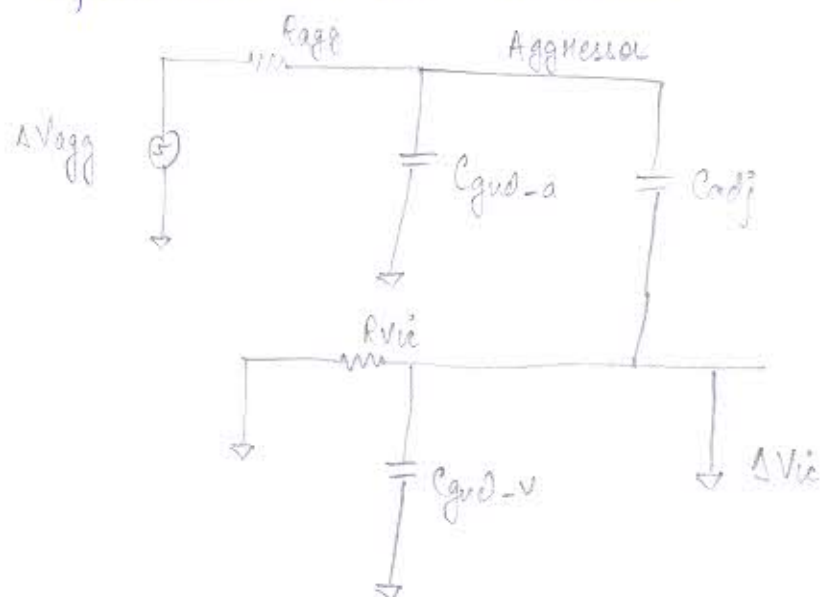 Ragg
Aggressor
ΔVagg
Cgnd-a
Cadj
Rvic
Cgnd-v
ΔVic